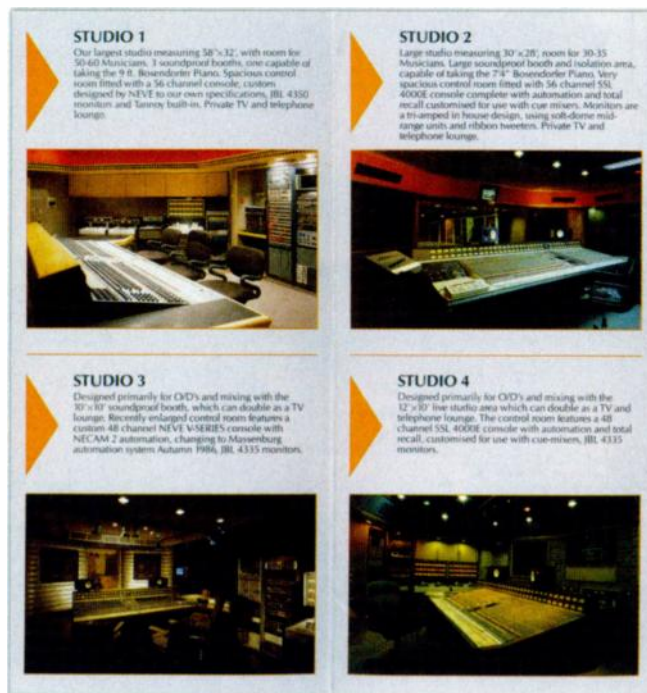 STUDIO 1
Our largest studio measuring 58'×32', with room for
50-60 Musicians. 3 soundproof booths, one capable of
taking the 9 ft. Bosendorfer Piano. Spacious control
room fitted with a 56 channel console, custom
designed by NEVE to our own specifications, JBL 4350
monitors and Tannoy built-in. Private TV and telephone
lounge.
STUDIO 2
Large studio measuring 30'×28', room for 30-35
Musicians. Large soundproof booth and isolation area,
capable of taking the 7'4" Bosendorfer Piano. Very
spacious control room fitted with 56 channel SSL
4000E console complete with automation and total
recall customised for use with cue mixers. Monitors are
a tri-amped in house design, using soft-dome mid-
range units and ribbon tweeters. Private TV and
telephone lounge.
STUDIO 3
Designed primarily for O/D's and mixing with the
10'×10' soundproof booth, which can double as a TV
lounge. Recently enlarged control room features a
custom 48 channel NEVE V-SERIES console with
NECAM 2 automation, changing to Massenburg
automation system Autumn 1986, JBL 4335 monitors.
STUDIO 4
Designed primarily for O/D's and mixing with the
12'×10' live studio area which can double as a TV and
telephone lounge. The control room features a 48
channel SSL 4000E console with automation and total
recall, customised for use with cue-mixers, JBL 4335
monitors.